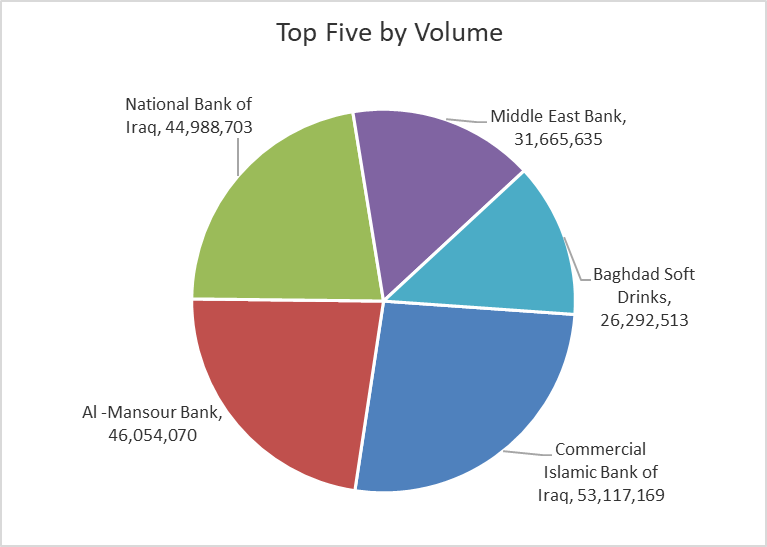 Top Five by Volume
National Bank of
Iraq, 44,988,703
Middle East Bank,
31,665,635
Baghdad Soft
Drinks,
26,292,513
Al -Mansour Bank,
46,054,070
Commercial
Islamic Bank of
Iraq, 53,117,169